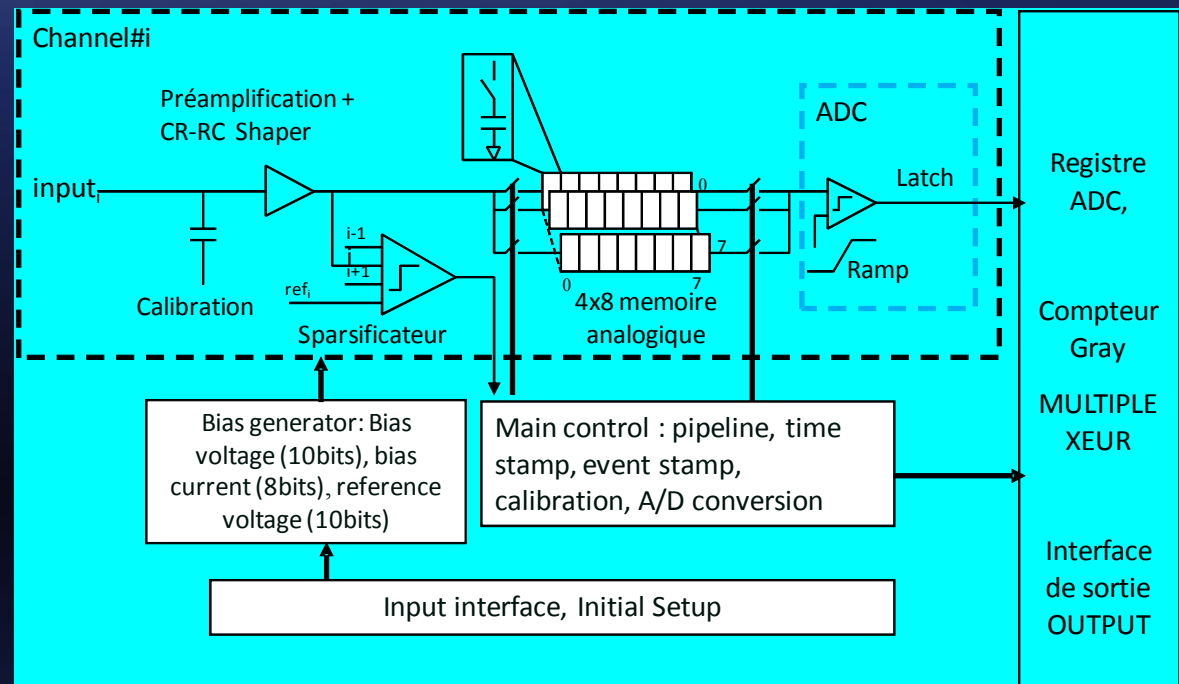 Channel#i
Préamplification +
CR-RC Shaper
input i
Calibration
i-1
i
i+1
ref i
Sparsificateur
0
7
0
7
4x8 memoire
analogique
ADC
Latch
Ramp
Bias generator: Bias
voltage (10bits), bias
current (8bits), reference
voltage (10bits)
Main control : pipeline, time
stamp, event stamp,
calibration, A/D conversion
Input interface, Initial Setup
Registre
ADC,
Compteur
Gray
MULTIPLE
XEUR
Interface
de sortie
OUTPUT